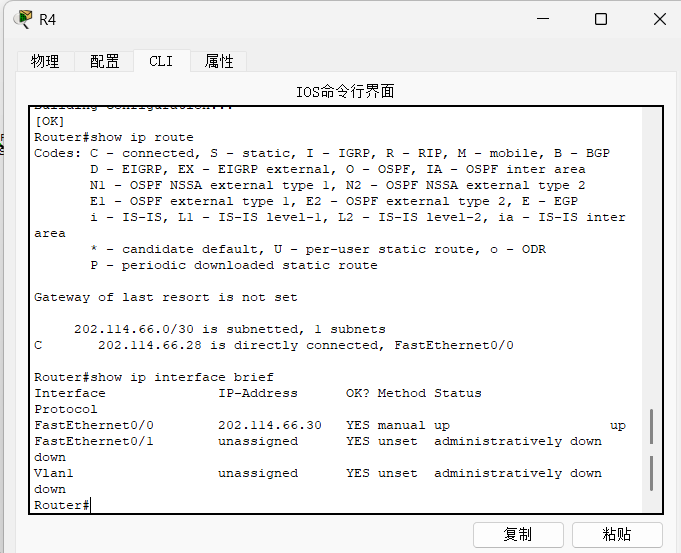 R4
物理 配置 CLI 属性
IOS命令行界面
Building configuration...
[OK]
Router#show ip route
Codes: C - connected, S - static, I - IGRP, R - RIP, M - mobile, B - BGP
D - EIGRP, EX - EIGRP external, O - OSPF, IA - OSPF inter area
N1 - OSPF NSSA external type 1, N2 - OSPF NSSA external type 2
E1 - OSPF external type 1, E2 - OSPF external type 2, E - EGP
i - IS-IS, L1 - IS-IS level-1, L2 - IS-IS level-2, ia - IS-IS inter
area
* - candidate default, U - per-user static route, o - ODR
P - periodic downloaded static route
Gateway of last resort is not set
202.114.66.0/30 is subnetted, 1 subnets
C 202.114.66.28 is directly connected, FastEthernet0/0
Router#show ip interface brief
Interface IP-Address OK? Method Status
Protocol
FastEthernet0/0 202.114.66.30 YES manual up up
FastEthernet0/1 unassigned YES unset administratively down
down
Vlan1 unassigned YES unset administratively down
down
Router#
复制 粘贴